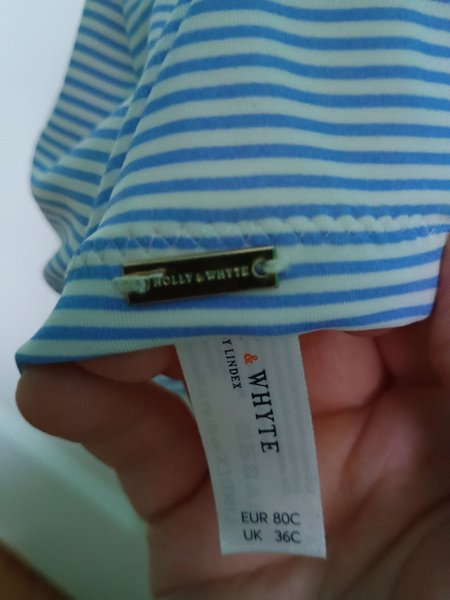 HOLLY & WHYTE
& WHYTE
Y LINDEX
EUR 80C
UK 36C